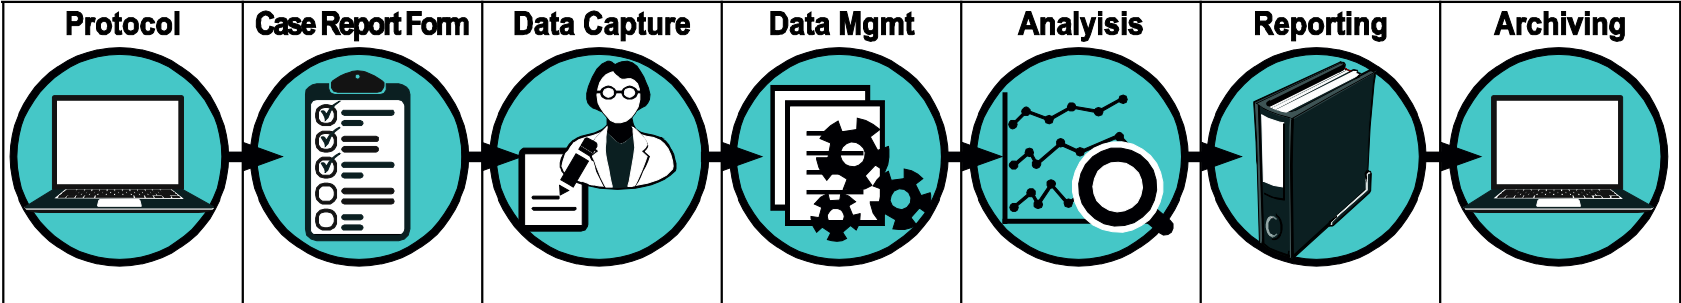 Protocol
Case Report Form
Data Capture
Data Mgmt
Analyisis
Reporting
Archiving